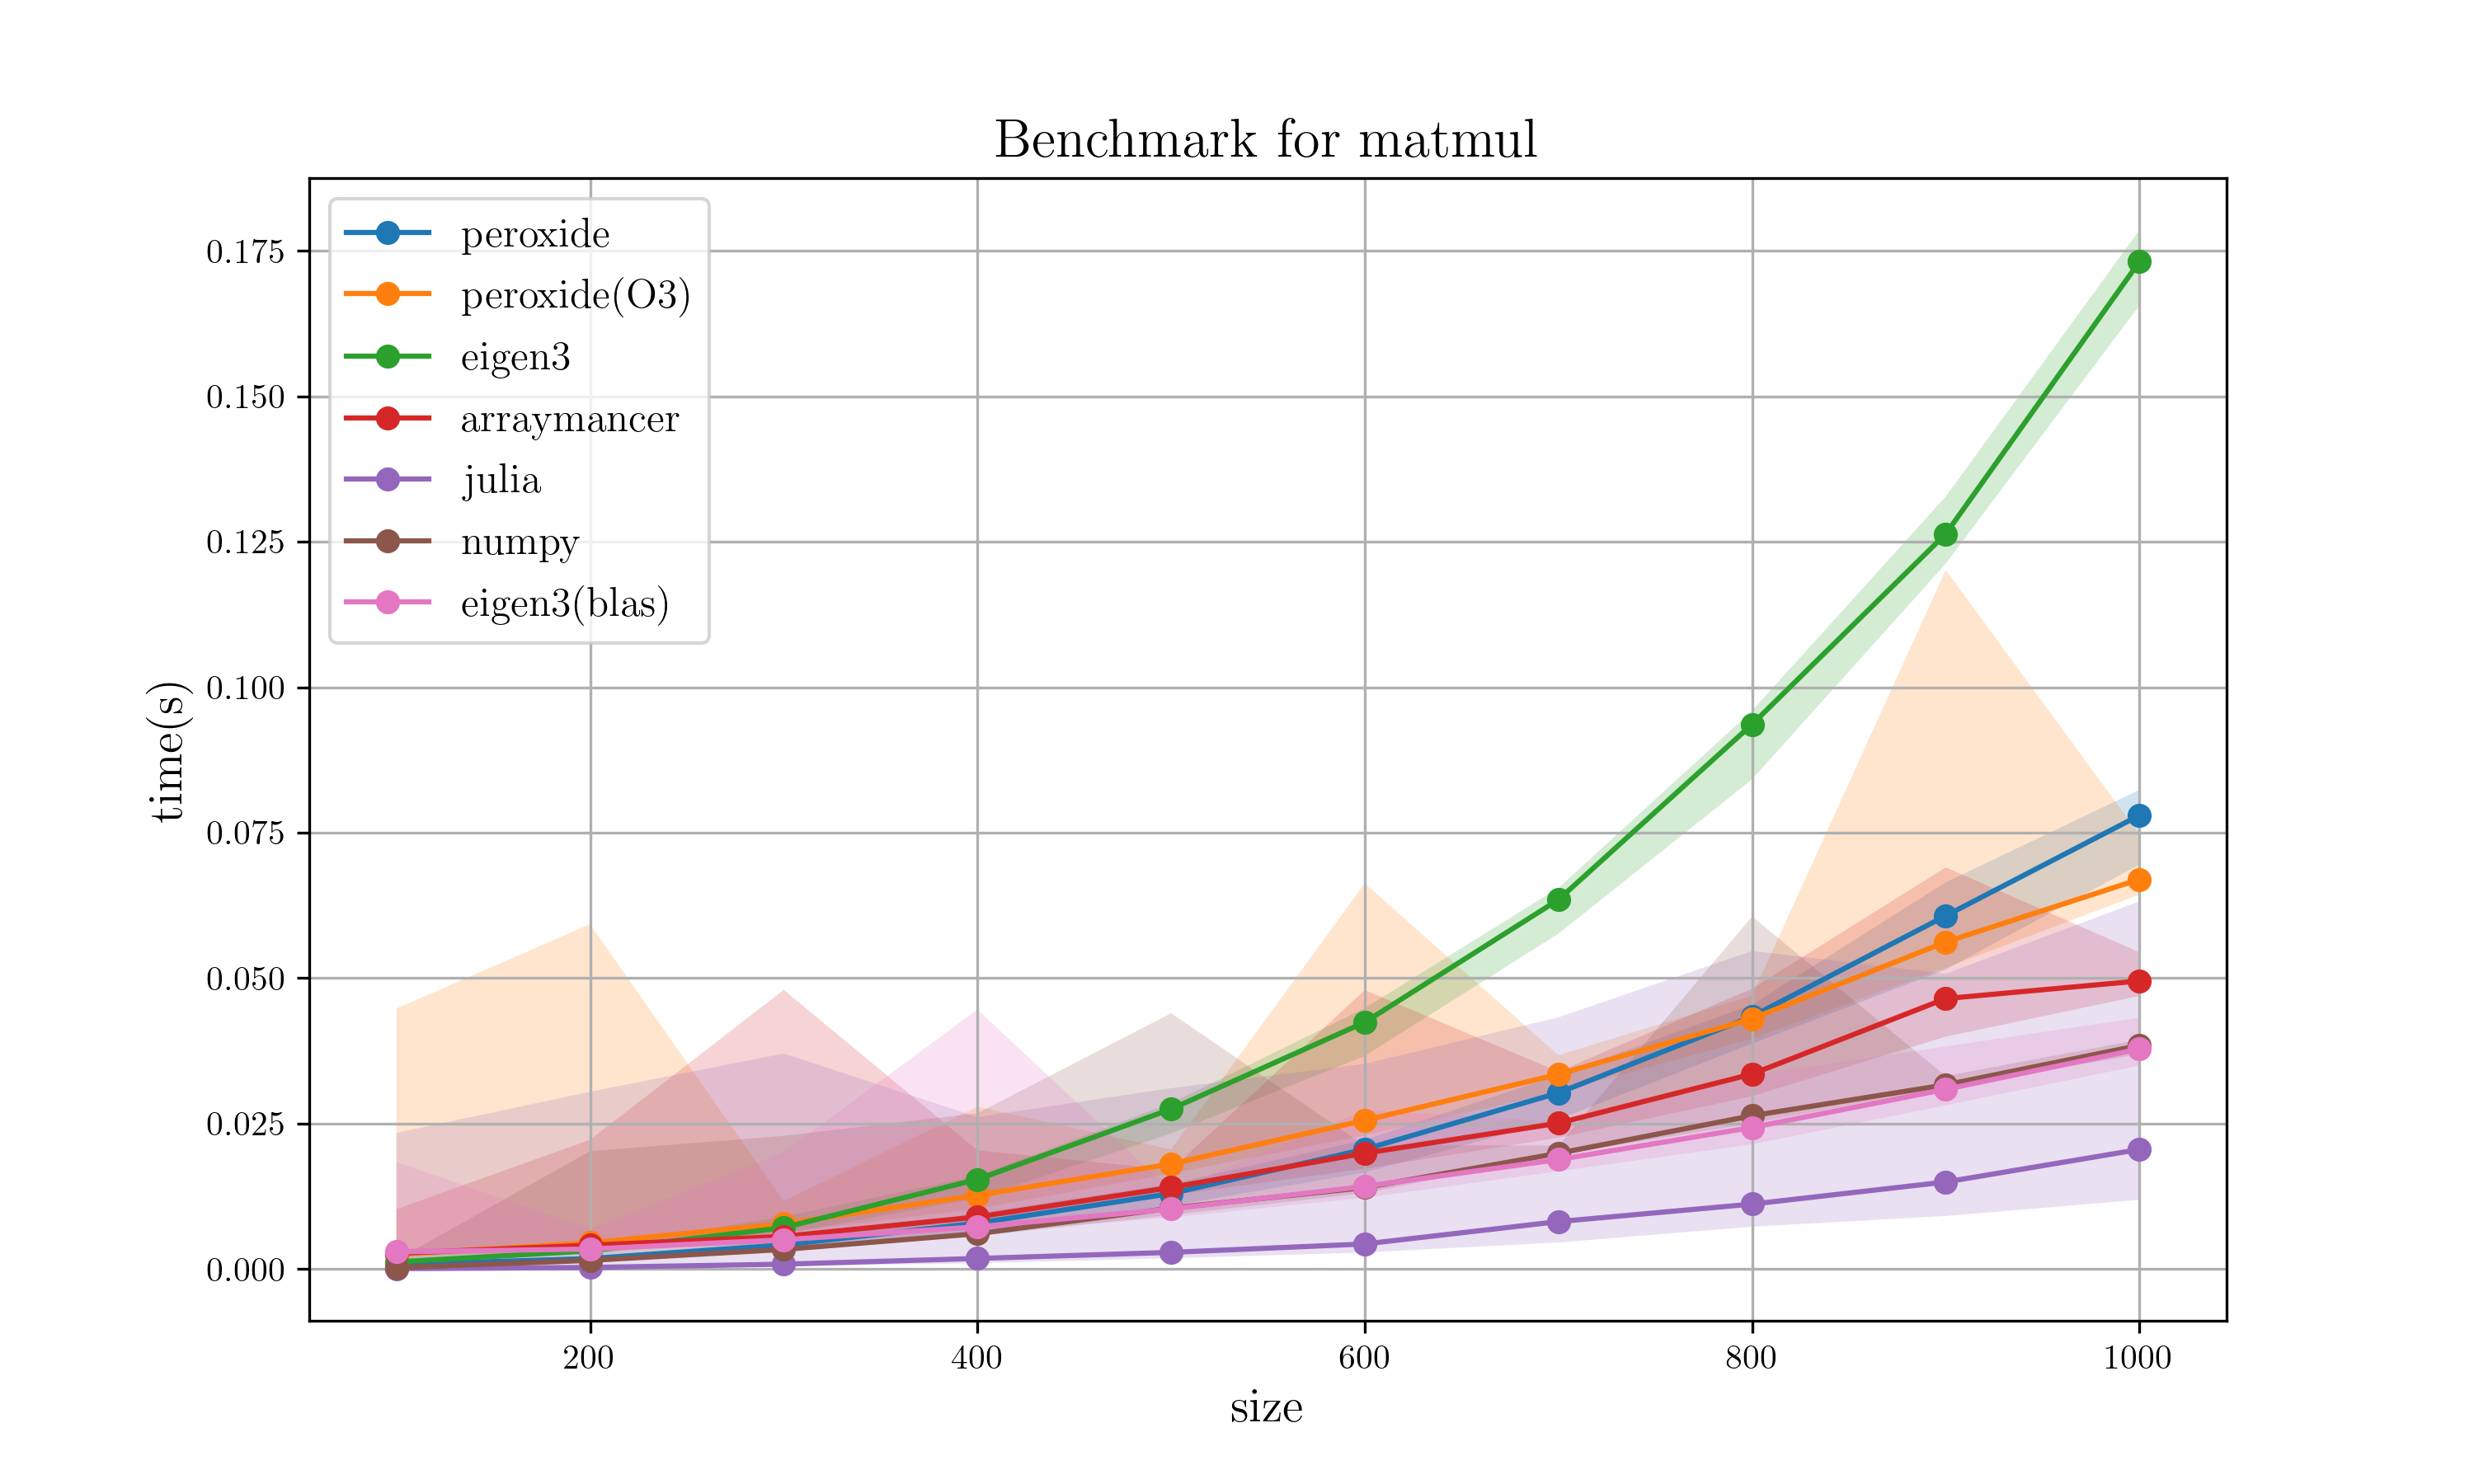 Benchmark for matmul
peroxide
peroxide(O3)
eigen3
arraymancer
julia
numpy
eigen3(blas)
time(s)
0.175
0.150
0.125
0.100
0.075
0.050
0.025
0.000
200 400 600 800 1000
size